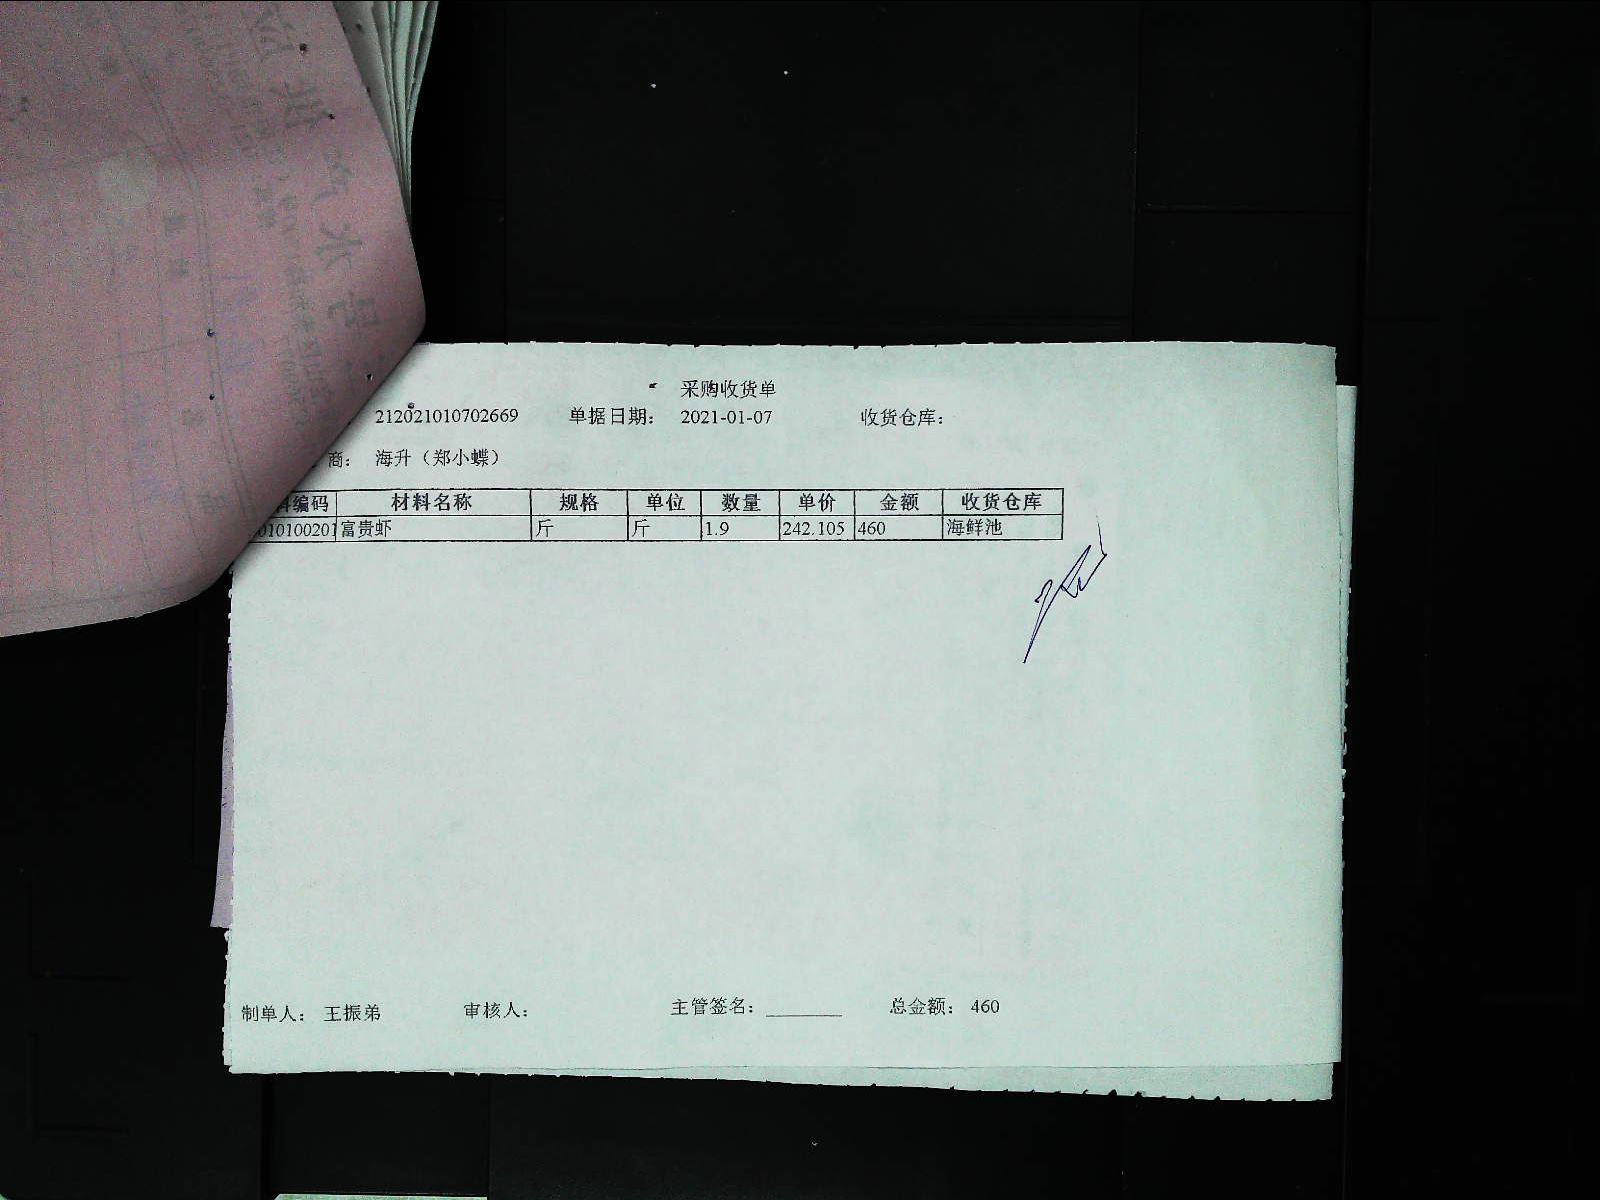 采购收货单
212021010702669 单据日期： 2021-01-07 收货仓库：
商： 海升（郑小蝶）
编码 材料名称 规格 单位 数量 单价 金额 收货仓库
010100201 富贵虾 斤 斤 1.9 242.105 460 海鲜池
制单人： 王振弟 审核人： 主管签名：________ 总金额： 460